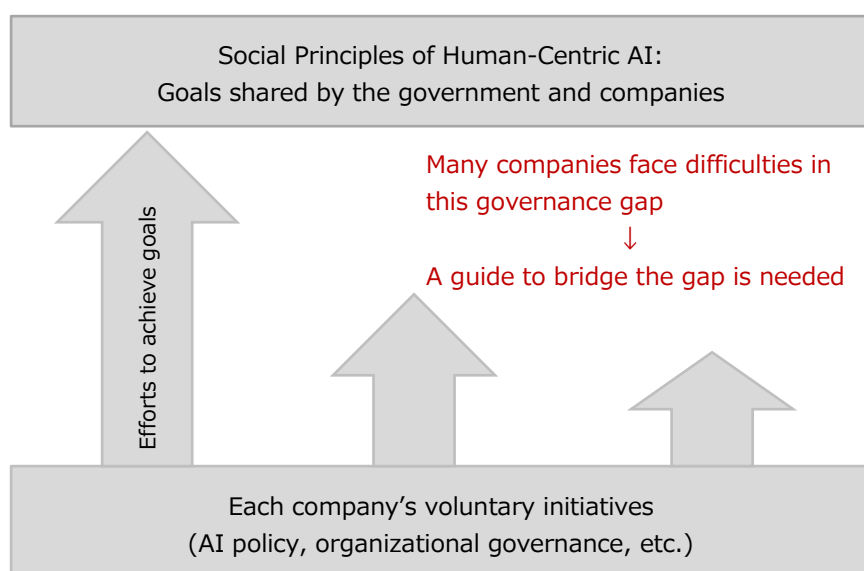 Social Principles of Human-Centric AI:
Goals shared by the government and companies
Many companies face difficulties in
this governance gap
↓
A guide to bridge the gap is needed
Efforts to achieve goals
Each company’s voluntary initiatives
(AI policy, organizational governance, etc.)